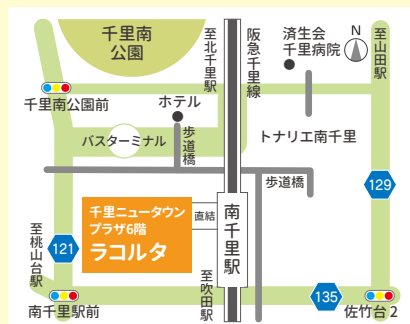 千里南
公園
至北千里駅
阪急千里線
済生会
千里病院
N
至山田駅
千里南公園前
ホテル
バスターミナル
歩道橋
トナリエ南千里
歩道橋
129
千里ニュータウン
プラザ6階
ラコルタ
直結
南千里駅
至桃山台駅
121
至吹田駅
135
南千里駅前
佐竹台2